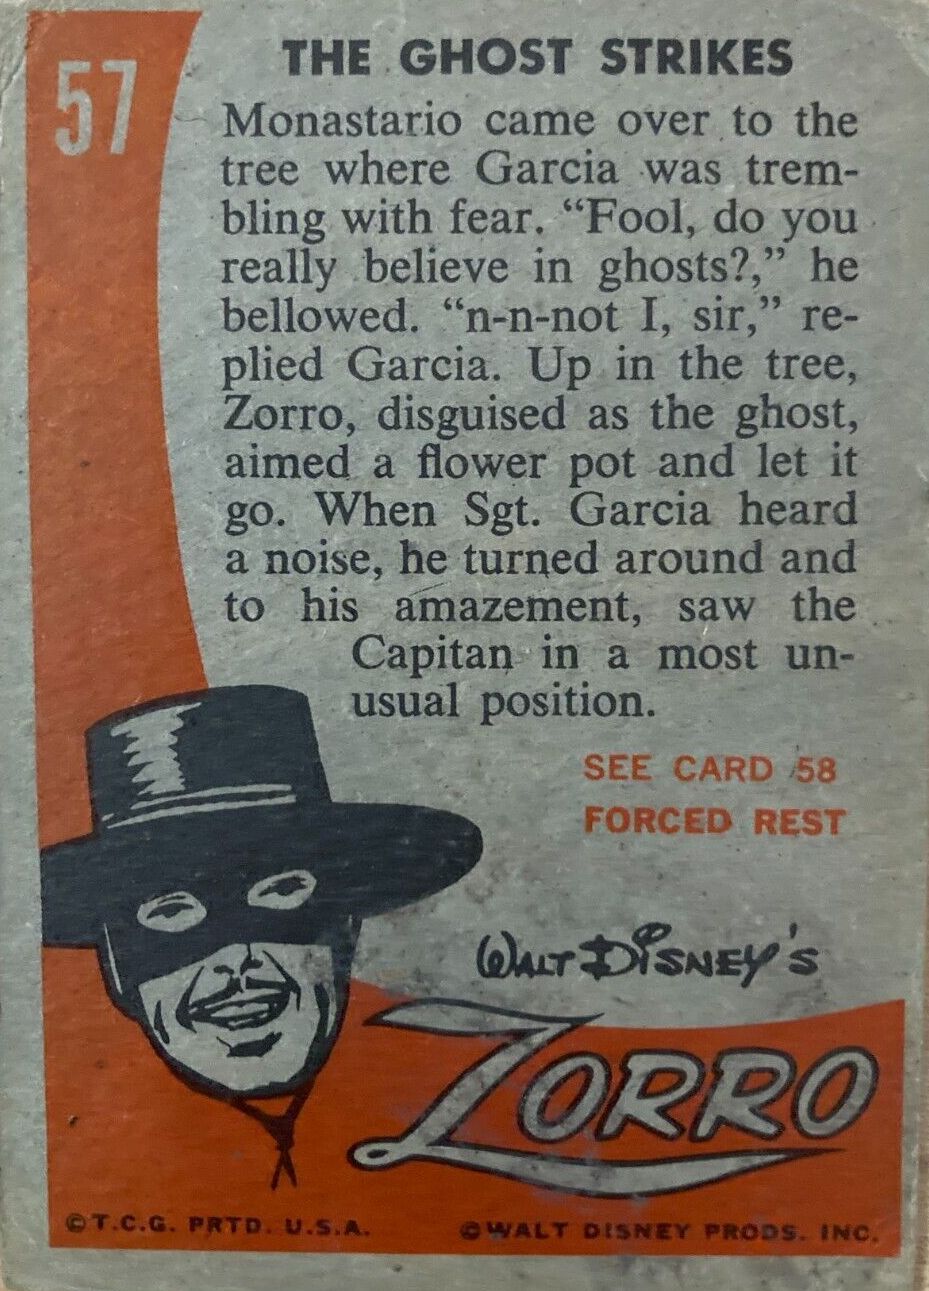 57
THE GHOST STRIKES
Monastario came over to the
tree where Garcia was trem-
bling with fear. “Fool, do you
really believe in ghosts?,” he
bellowed. “n-n-not I, sir,” re-
plied Garcia. Up in the tree,
Zorro, disguised as the ghost,
aimed a flower pot and let it
go. When Sgt. Garcia heard
a noise, he turned around and
to his amazement, saw the
Capitan in a most un-
usual position.
SEE CARD 58
FORCED REST
WALT DISNEY'S
ZORRO
©T.C.G. PRTD. U.S.A.
©WALT DISNEY PRODS. INC.